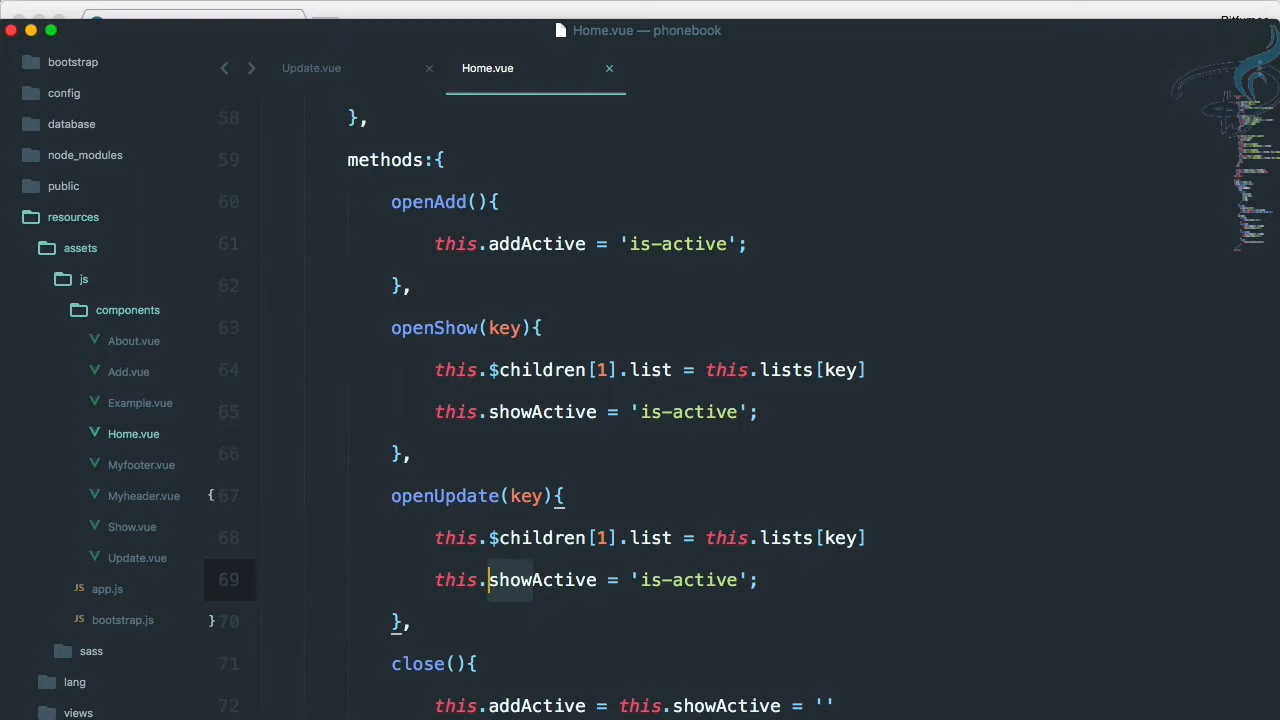 Home.vue — phonebook
bootstrap
config
database
node_modules
public
resources
assets
js
components
About.vue
Add.vue
Example.vue
Home.vue
Myfooter.vue
Myheader.vue
Show.vue
Update.vue
app.js
bootstrap.js
sass
lang
views
Update.vue × Home.vue ×
58 },
59 methods:{
60 openAdd(){
61 this.addActive = 'is-active';
62 },
63 openShow(key){
64 this.$children[1].list = this.lists[key]
65 this.showActive = 'is-active';
66 },
{ 67 openUpdate(key){
68 this.$children[1].list = this.lists[key]
69 this.showActive = 'is-active';
} 70 },
71 close(){
72 this.addActive = this.showActive = ''